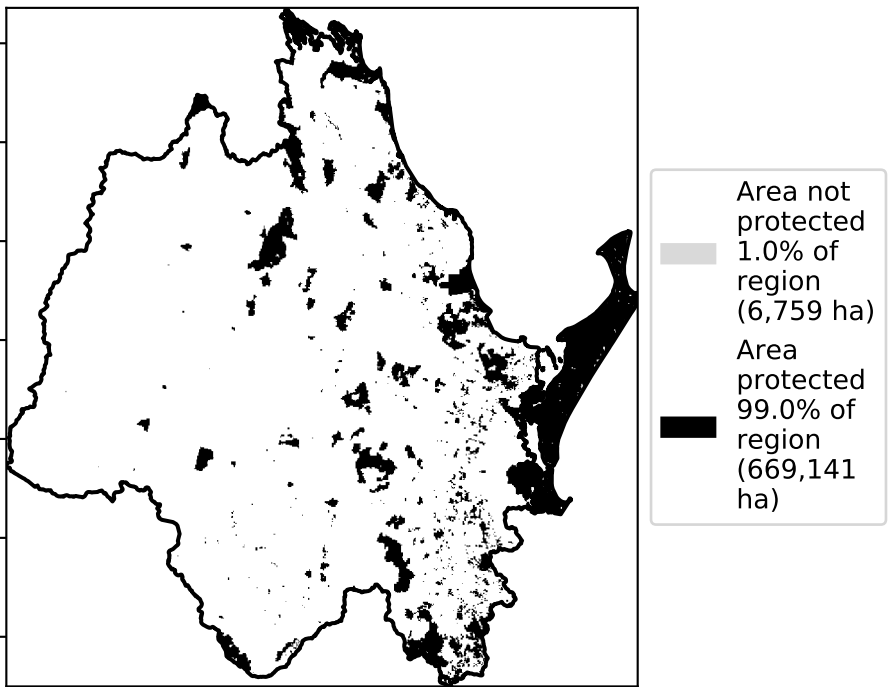 Area not
protected
1.0% of
region
(6,759 ha)
Area
protected
99.0% of
region
(669,141
ha)